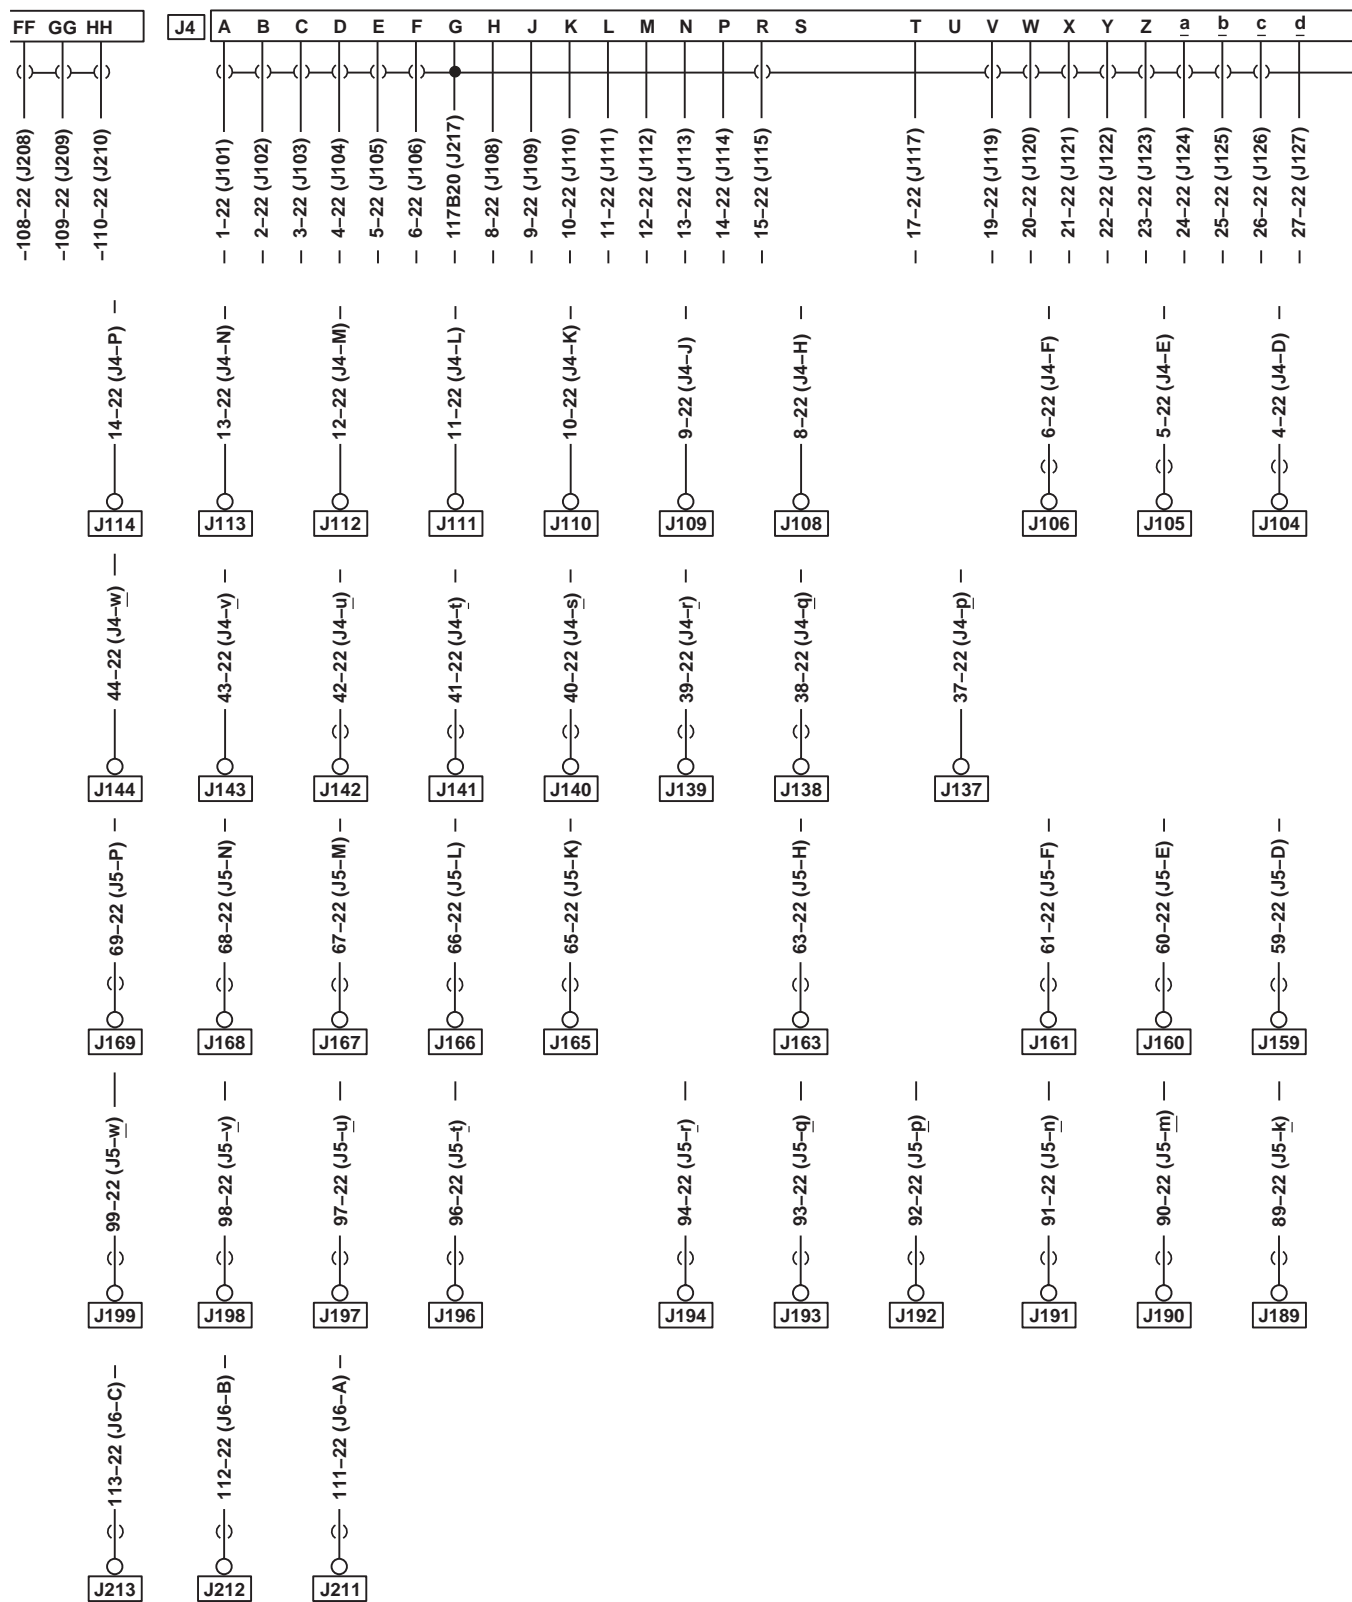 FF GG HH J4 A B C D E F G H J K L M N P R S T U V W X Y Z a b c d
–108–22 (J208)
–109–22 (J209)
–110–22 (J210)
1–22 (J101)
2–22 (J102)
3–22 (J103)
4–22 (J104)
5–22 (J105)
6–22 (J106)
117B20 (J217)
8–22 (J108)
9–22 (J109)
10–22 (J110)
11–22 (J111)
12–22 (J112)
13–22 (J113)
14–22 (J114)
15–22 (J115)
17–22 (J117)
19–22 (J119)
20–22 (J120)
21–22 (J121)
22–22 (J122)
23–22 (J123)
24–22 (J124)
25–22 (J125)
26–22 (J126)
27–22 (J127)
14–22 (J4–P)
13–22 (J4–N)
12–22 (J4–M)
11–22 (J4–L)
10–22 (J4–K)
9–22 (J4–J)
8–22 (J4–H)
6–22 (J4–F)
5–22 (J4–E)
4–22 (J4–D)
J114 J113 J112 J111 J110 J109 J108 J106 J105 J104
44–22 (J4–w)
43–22 (J4–v)
42–22 (J4–u)
41–22 (J4–t)
40–22 (J4–s)
39–22 (J4–r)
38–22 (J4–q)
37–22 (J4–p)
J144 J143 J142 J141 J140 J139 J138 J137
69–22 (J5–P)
68–22 (J5–N)
67–22 (J5–M)
66–22 (J5–L)
65–22 (J5–K)
63–22 (J5–H)
61–22 (J5–F)
60–22 (J5–E)
59–22 (J5–D)
J169 J168 J167 J166 J165 J163 J161 J160 J159
99–22 (J5–w)
98–22 (J5–v)
97–22 (J5–u)
96–22 (J5–t)
94–22 (J5–r)
93–22 (J5–q)
92–22 (J5–p)
91–22 (J5–n)
90–22 (J5–m)
89–22 (J5–k)
J199 J198 J197 J196 J194 J193 J192 J191 J190 J189
113–22 (J6–C)
112–22 (J6–B)
111–22 (J6–A)
J213 J212 J211